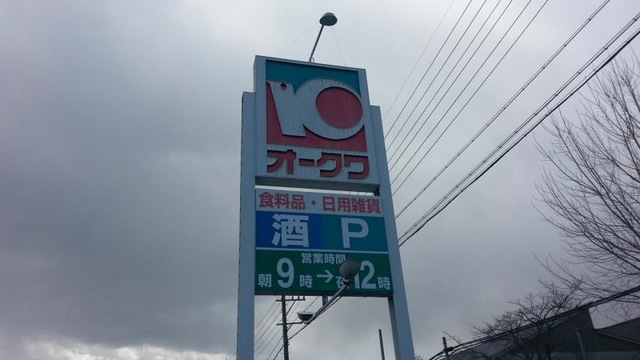 オークワ
食料品・日用雑貨
酒 P
営業時間
朝9時→夜12時